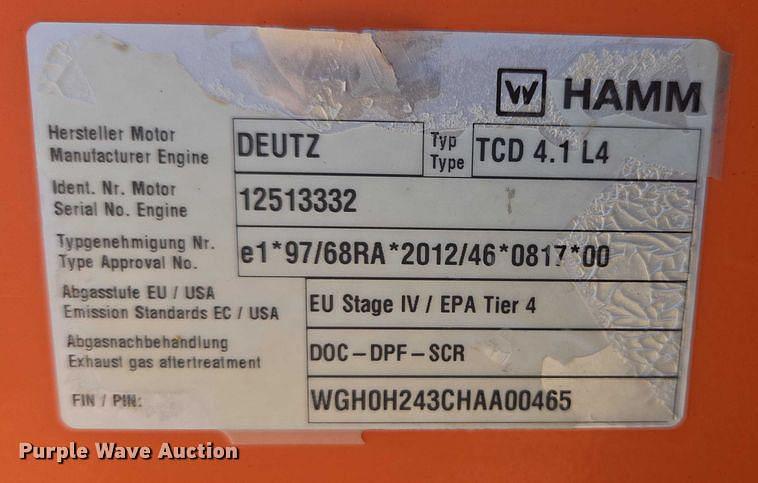 W HAMM
Hersteller Motor
Manufacturer Engine
DEUTZ
Typ
Type
TCD 4.1 L4
Ident. Nr. Motor
Serial No. Engine
12513332
Typgenehmigung Nr.
Type Approval No.
e1*97/68RA*2012/46*0817*00
Abgasstufe EU / USA
Emission Standards EC / USA
EU Stage IV / EPA Tier 4
Abgasnachbehandlung
Exhaust gas aftertreatment
DOC-DPF-SCR
FIN / PIN:
WGH0H243CHAA00465
Purple Wave Auction